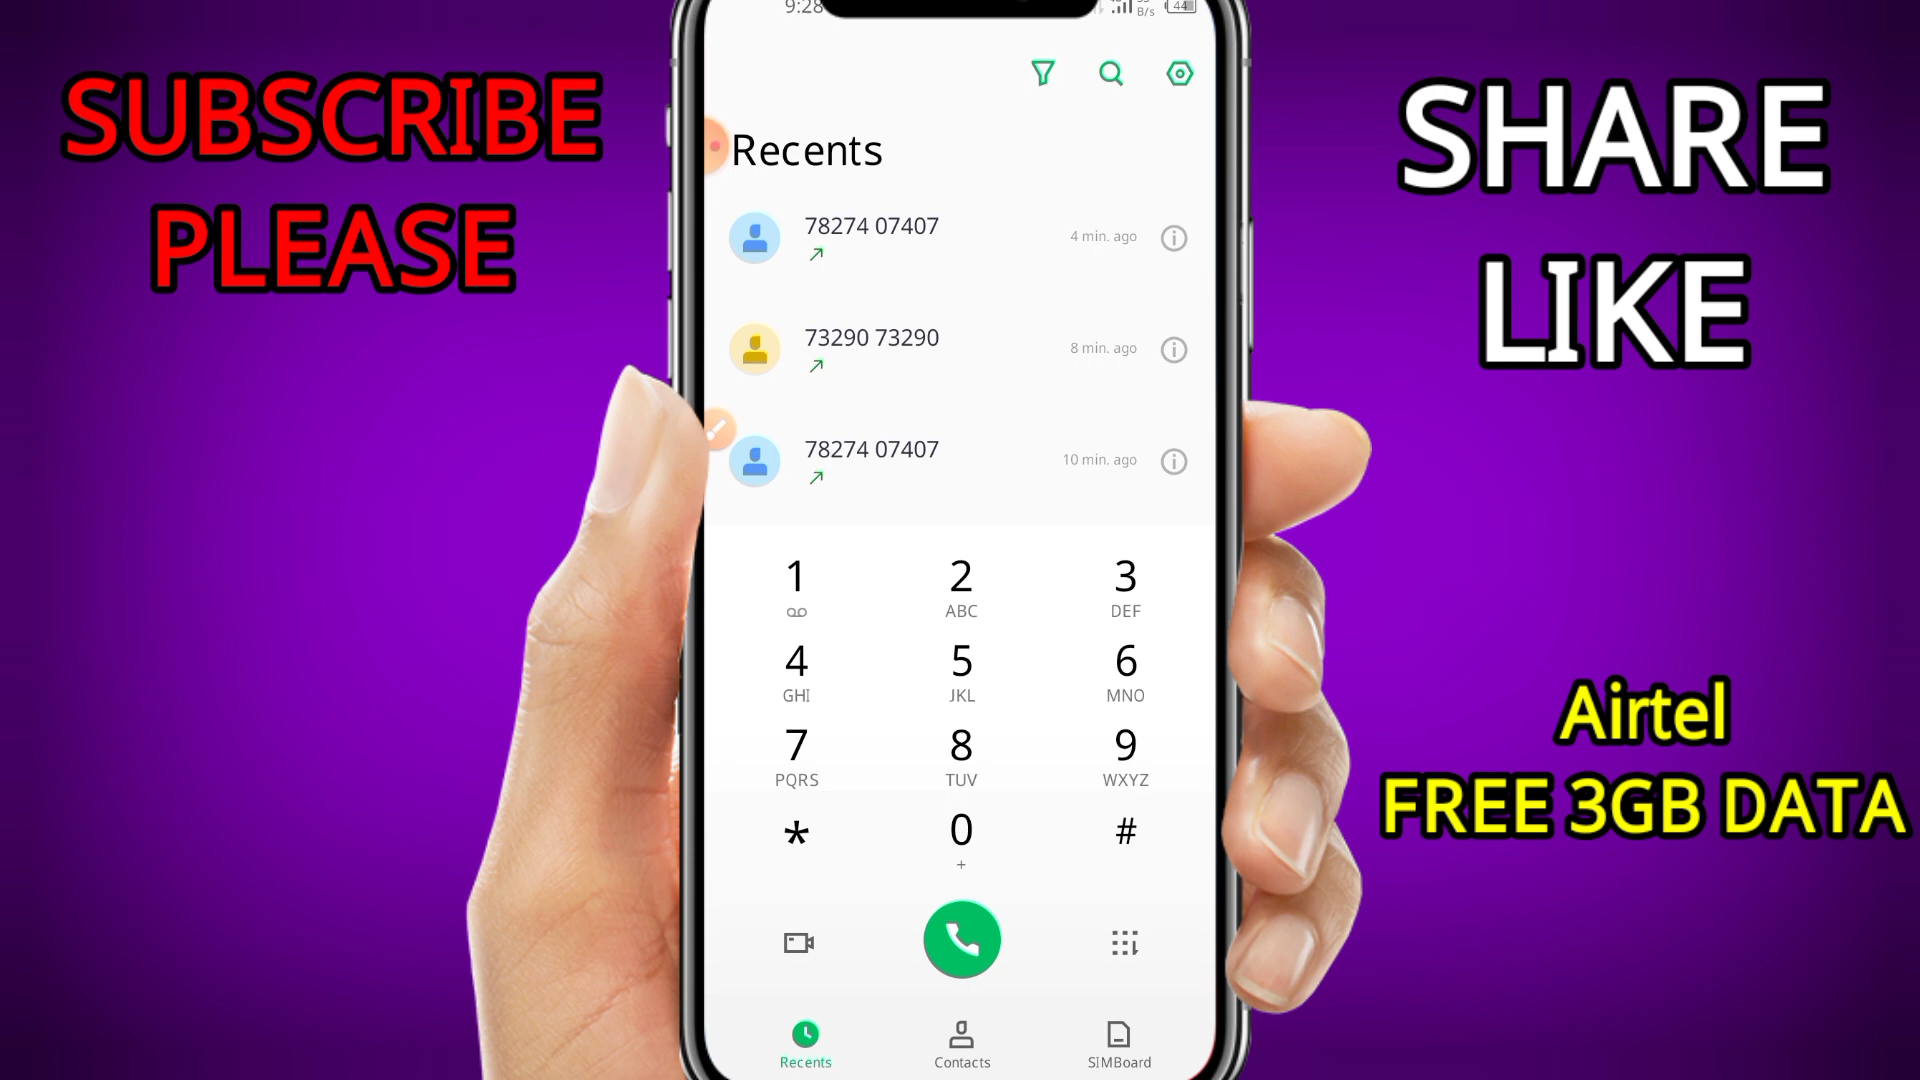 9:28
B/s
44
SUBSCRIBE
PLEASE
SHARE
LIKE
Recents
78274 07407
4 min. ago
73290 73290
8 min. ago
78274 07407
10 min. ago
1
2
ABC
3
DEF
4
GHI
5
JKL
6
MNO
7
PQRS
8
TUV
9
WXYZ
*
0
+
#
Airtel
FREE 3GB DATA
Recents
Contacts
SIMBoard